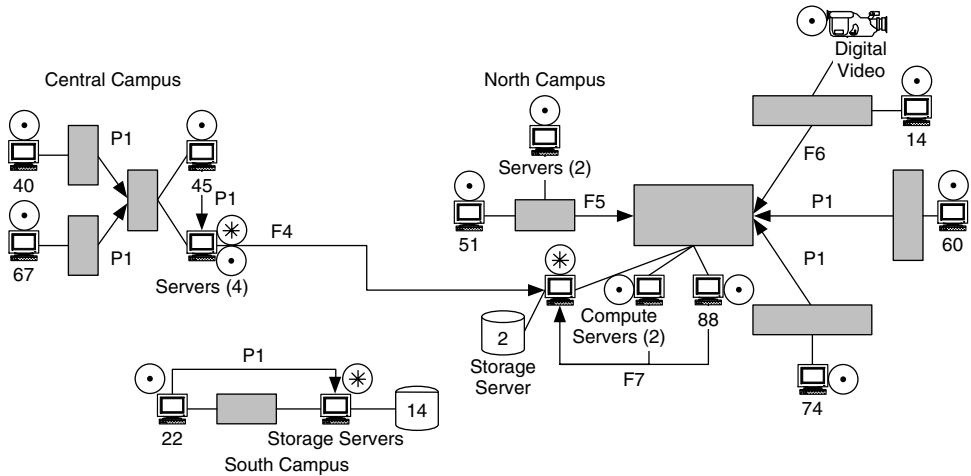 Digital
Video
Central Campus
North Campus
P1
Servers (2)
14
F6
40
45
P1
F5
P1
51
60
67
P1
F4
P1
Servers (4)
Compute
Servers (2)
88
2
Storage
Server
F7
P1
74
14
22
Storage Servers
South Campus